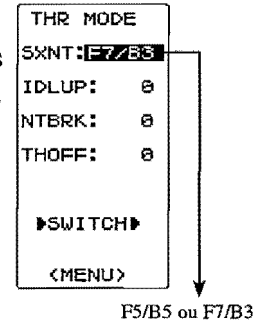 THR MODE
SXNT:F7/B3
IDLUP: 0
NTBRK: 0
THOFF: 0
▶SWITCH▶
<MENU>
F5/B5 ou F7/B3